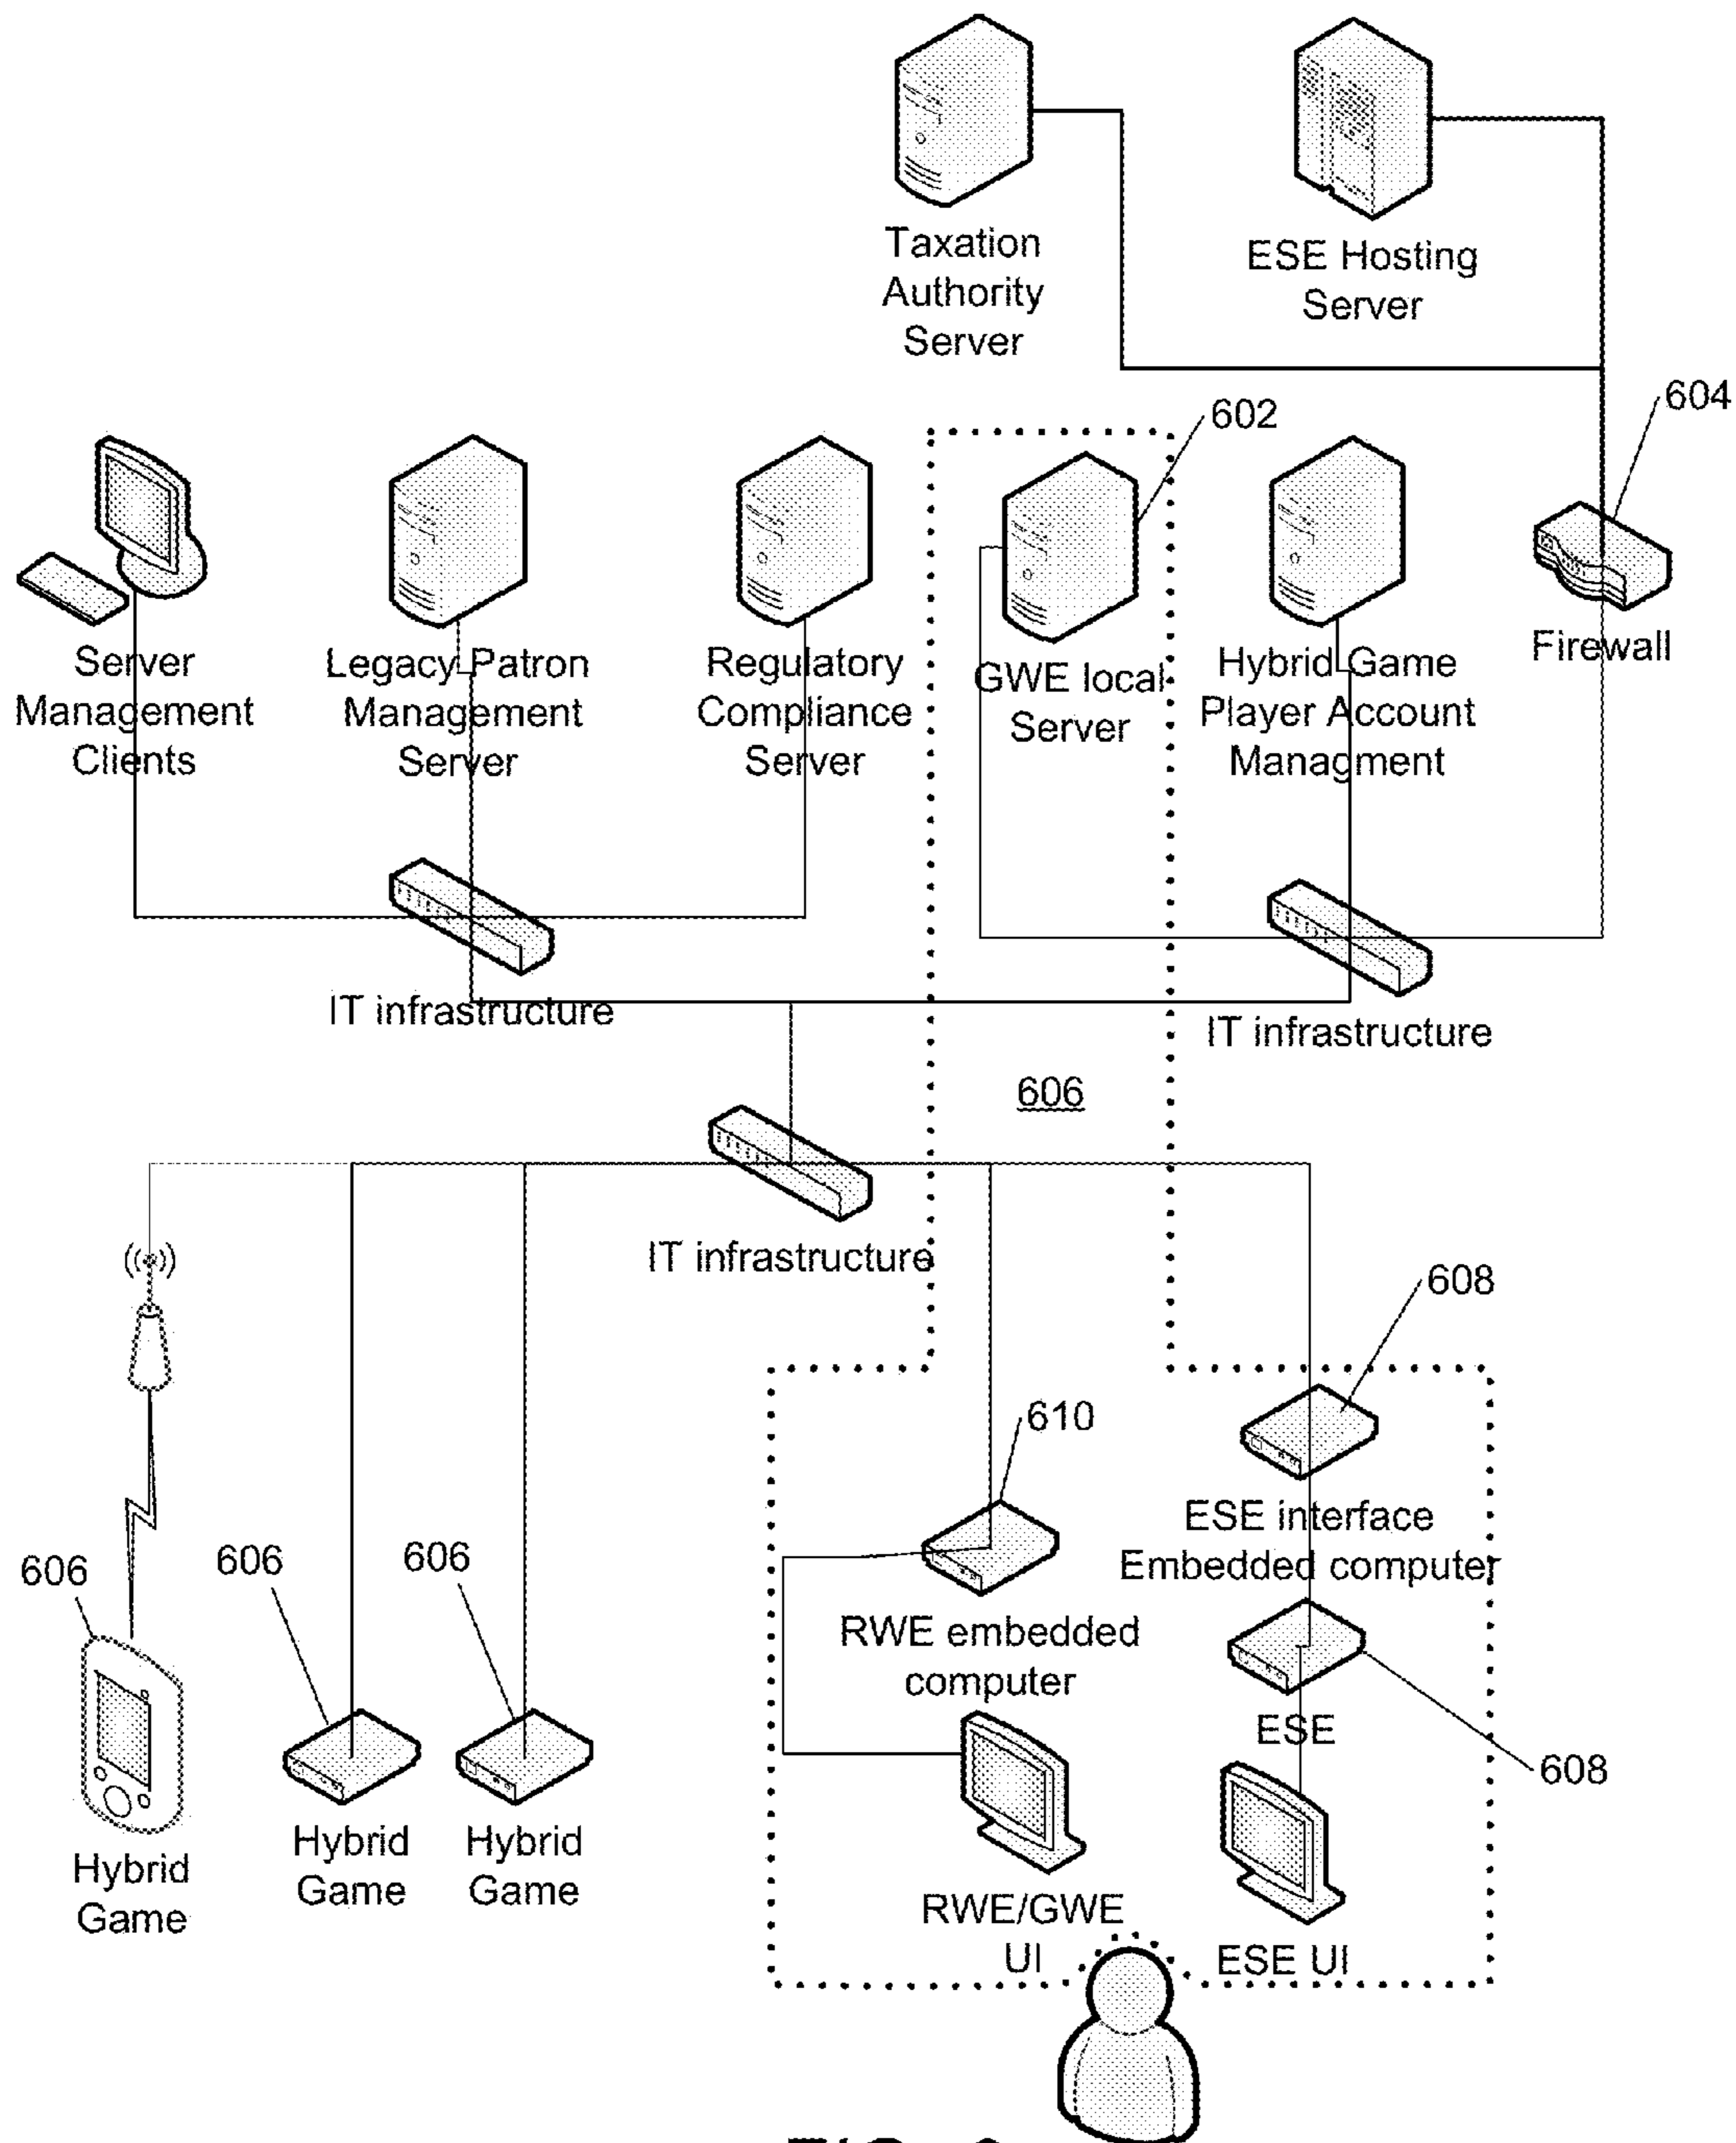 Taxation
Authority
Server
ESE Hosting
Server
602
604
Server
Management
Clients
Legacy Patron
Management
Server
Regulatory
Compliance
Server
GWE local
Server
Hybrid Game
Player Account
Managment
Firewall
IT infrastructure
IT infrastructure
606
IT infrastructure
608
610
ESE interface
Embedded computer
606
606
606
RWE embedded
computer
ESE
608
Hybrid
Game
Hybrid
Game
Hybrid
Game
RWE/GWE
UI
ESE UI